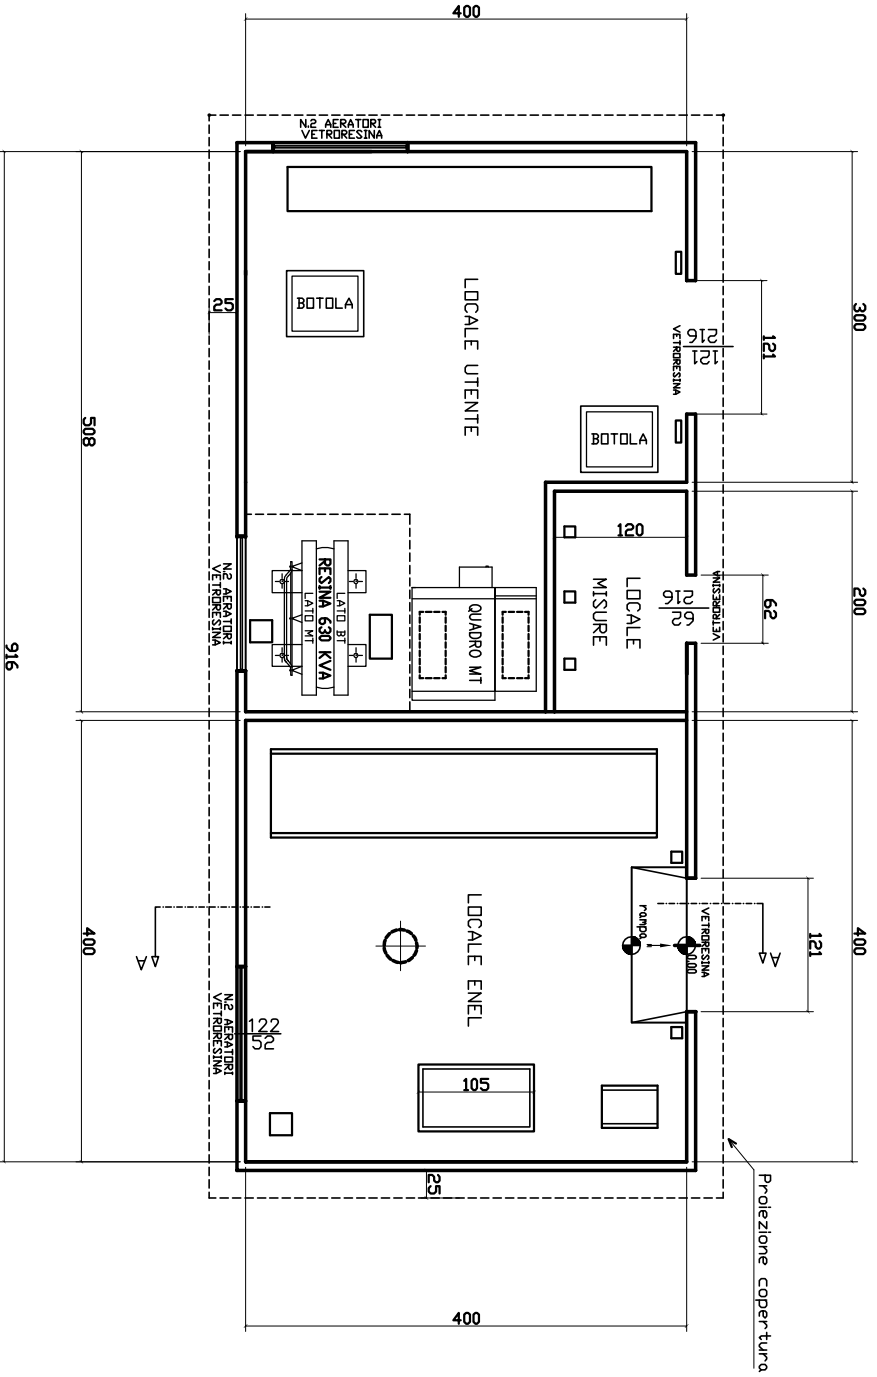 400
N.2 AERATORI
VETRORESINA
25
BOTOLA
LOCALE UTENTE
BOTOLA
121
216
VETRORESINA
121
300
508
916
N.2 AERATORI
VETRORESINA
RESINA 630 KVA
LATO BT
LATO MT
QUADRO MT
120
LOCALE
MISURE
62
216
VETRORESINA
62
200
LOCALE ENEL
rampa
0.00
VETRORESINA
121
A
A
400
400
N.2 AERATORI
VETRORESINA
122
52
105
25
Proiezione copertura
400